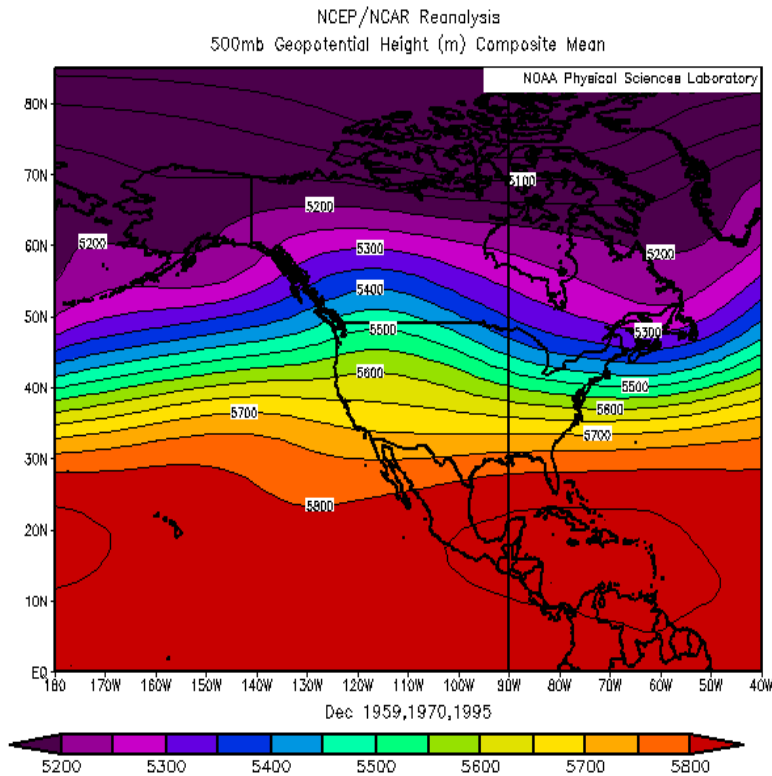 NCEP/NCAR Reanalysis
500mb Geopotential Height (m) Composite Mean
NOAA Physical Sciences Laboratory
80N
70N
5100
5200
60N
5200
5200
5300
5400
50N
5500
5300
40N
5600
5500
5700
5600
5700
30N
5800
20N
10N
EQ
180 170W 160W 150W 140W 130W 120W 110W 100W 90W 80W 70W 60W 50W 40W
Dec 1959,1970,1995
5200 5300 5400 5500 5600 5700 5800